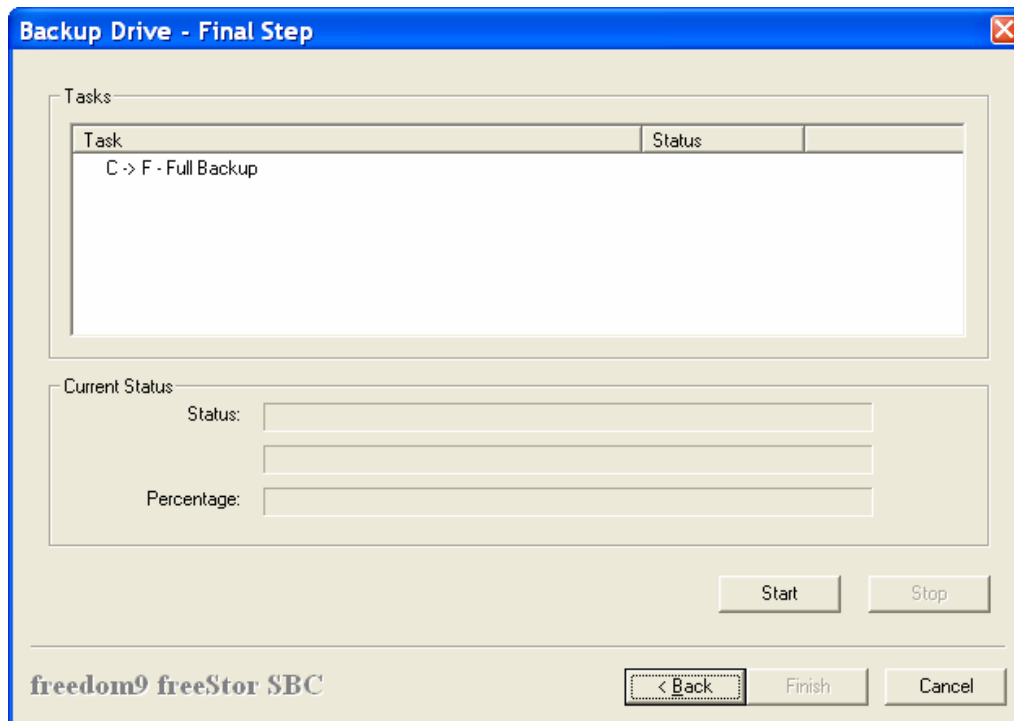 Backup Drive - Final Step
Tasks
Task Status
C -> F - Full Backup
Current Status
Status:
Percentage:
Start Stop
freedom9 freeStor SBC < Back Finish Cancel